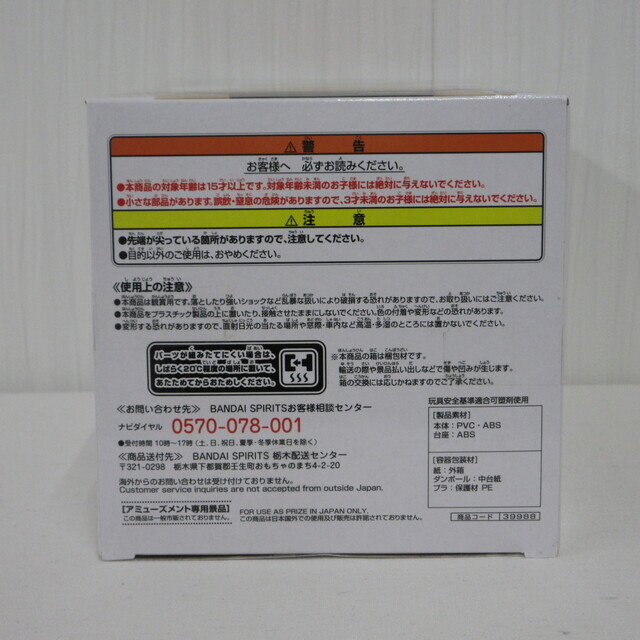 ⚠警 告
お客様へ 必ずお読みください。
●本商品の対象年齢は15才以上です。対象年齢未満のお子様には絶対に与えないでください。
●小さな部品があります。誤飲・窒息の危険がありますので、3才未満のお子様には絶対に与えないでください。
⚠注 意
●先端が尖っている箇所がありますので、注意してください。
●目的以外のご使用は、おやめください。
≪使用上の注意≫
●本商品は観賞用です。落としたり強いショックなど乱暴な扱いにより破損する恐れがありますので、お取り扱いにはご注意ください。
●本商品をプラスチック製品の上に置いたり、接触させたままにしないでください。色の付着や変形などの恐れがあります。
●変形する恐れがありますので、直射日光の当たる場所や窓際・車内など高温・多湿のところには置かないでください。
パーツが組みたてにくい場合は、
しばらく20℃程度の場所に置いて、
あたためてからおためしください。
※本商品の箱は梱包材です。
輸送の際や景品払い出しなどで傷や凹みが生じます。
箱の交換には応じかねますのでご了承ください。
≪お問い合わせ先≫ BANDAI SPIRITSお客様相談センター
ナビダイヤル 0570-078-001
●受付時間 10時～17時 (土、日、祝日、夏季・冬季休業日を除く)
≪商品送付先≫ BANDAI SPIRITS 栃木配送センター
〒321-0298 栃木県下都賀郡壬生町おもちゃのまち4-2-20
海外からのお問い合わせは受け付けておりません。
Customer service inquiries are not accepted from outside Japan.
【アミューズメント専用景品】
この商品は一般市販されておりません。
FOR USE AS PRIZE IN JAPAN ONLY.
この商品は日本国外での使用及び販売は許諾されておりません。
玩具安全基準適合可塑剤使用
[製品素材]
本体：PVC・ABS
台座：ABS
[容器包装材]
紙：外箱
ダンボール：中台紙
プラ：保護材 PE
商品コード 39988